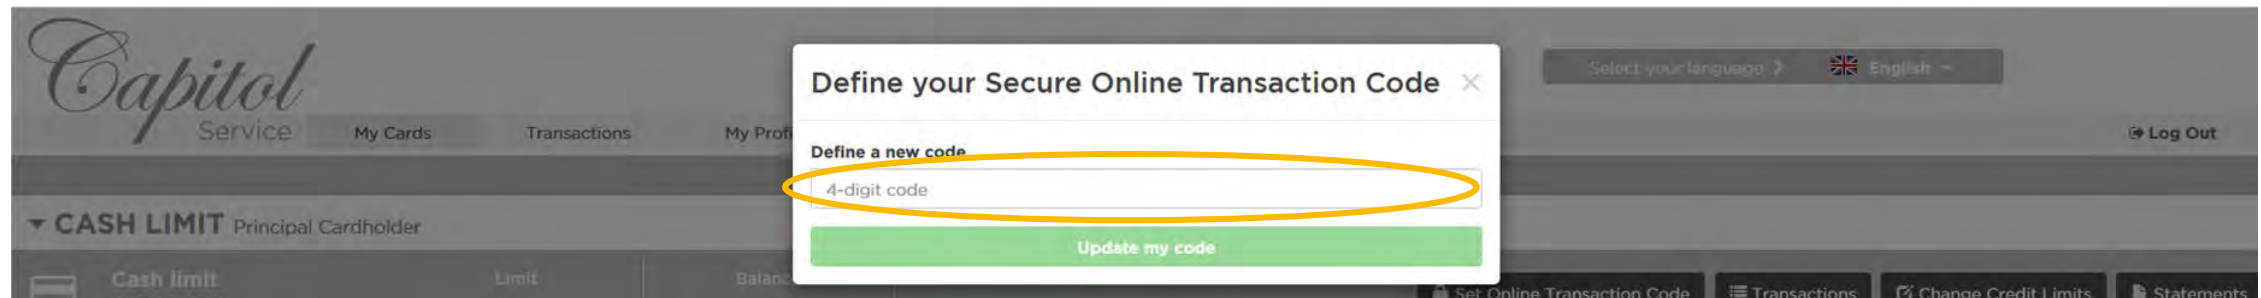 Capitol
Service
My Cards
Transactions
My Profi
Select your language
English
Log Out
Define your Secure Online Transaction Code ×
Define a new code
4-digit code
Update my code
CASH LIMIT Principal Cardholder
Cash limit
Limit
Balanc
Set Online Transaction Code
Transactions
Change Credit Limits
Statements